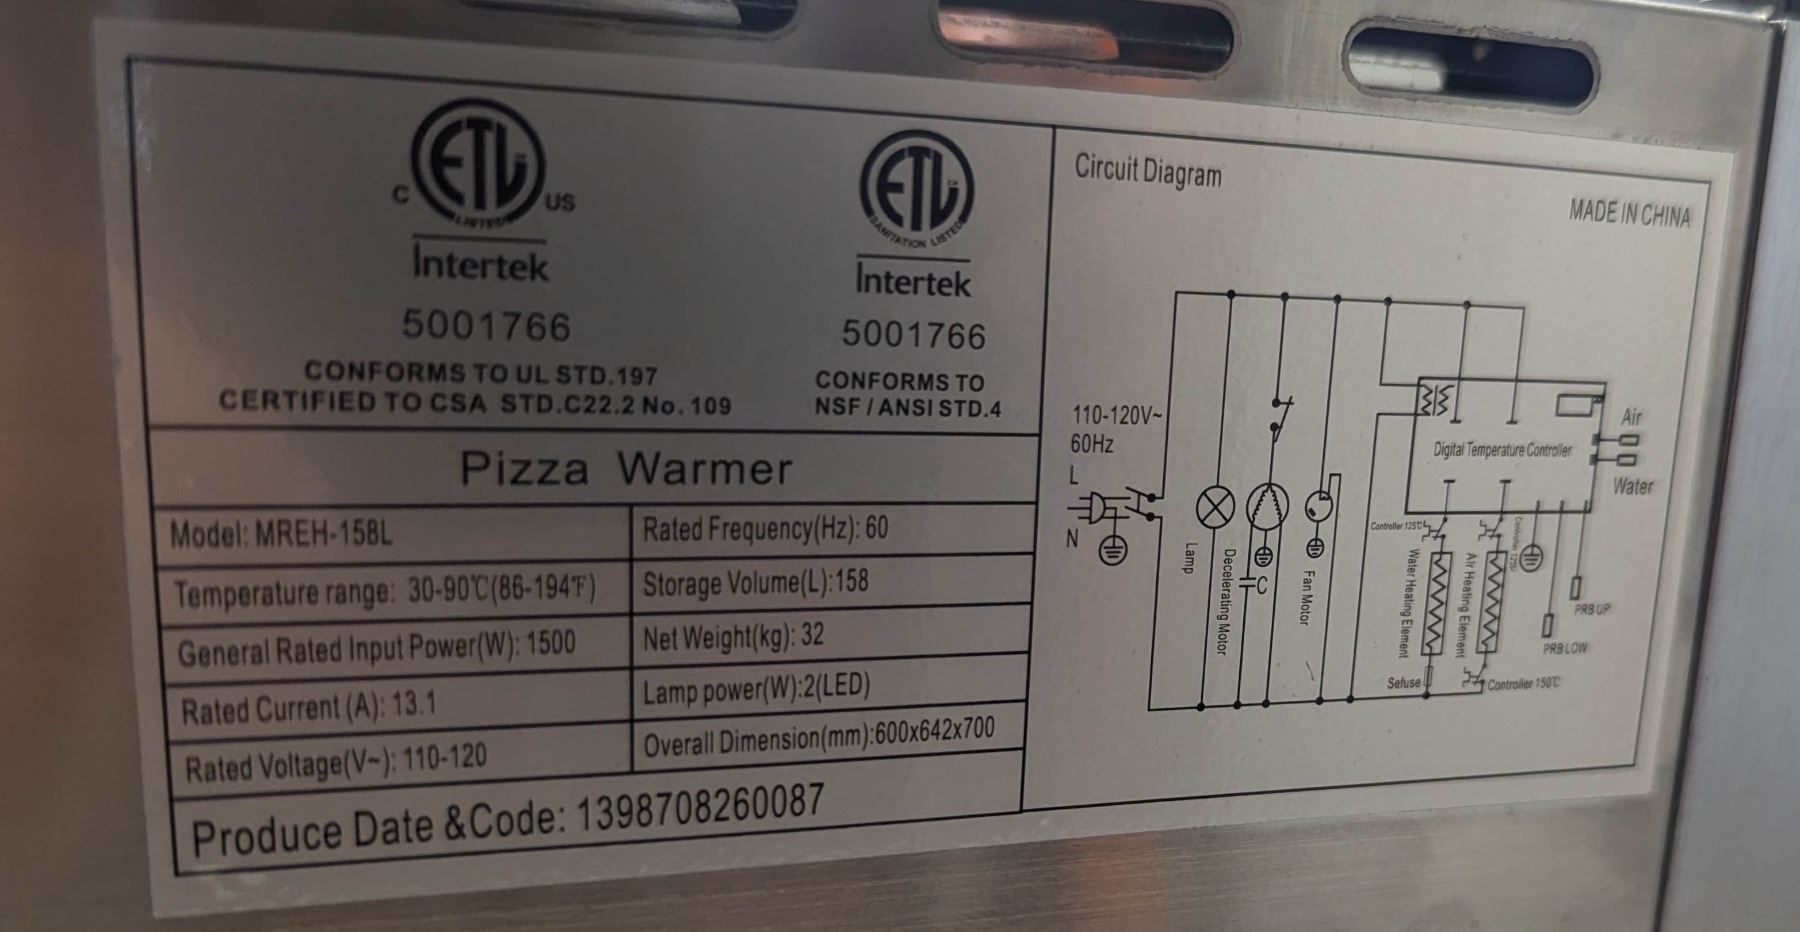 C ETL US
LISTED
Intertek
5001766
CONFORMS TO UL STD.197
CERTIFIED TO CSA STD.C22.2 No.109
ETL
SANITATION LISTED
Intertek
5001766
CONFORMS TO
NSF/ANSI STD.4
Pizza Warmer
Model: MREH-158L
Rated Frequency(Hz): 60
Temperature range: 30-90℃(86-194℉)
Storage Volume(L):158
General Rated Input Power(W): 1500
Net Weight(kg): 32
Rated Current (A): 13.1
Lamp power(W):2(LED)
Rated Voltage(V~): 110-120
Overall Dimension(mm):600x642x700
Produce Date &Code: 1398708260087
Circuit Diagram
MADE IN CHINA
110-120V~
60Hz
L
N
Lamp
Decelerating Motor
C
Fan Motor
Digital Temperature Controller
Air
Water
Controller 125℃
Water Heating Element
Air Heating Element
Controller
PRB UP
PRB LOW
Sefuse
Controller 150℃